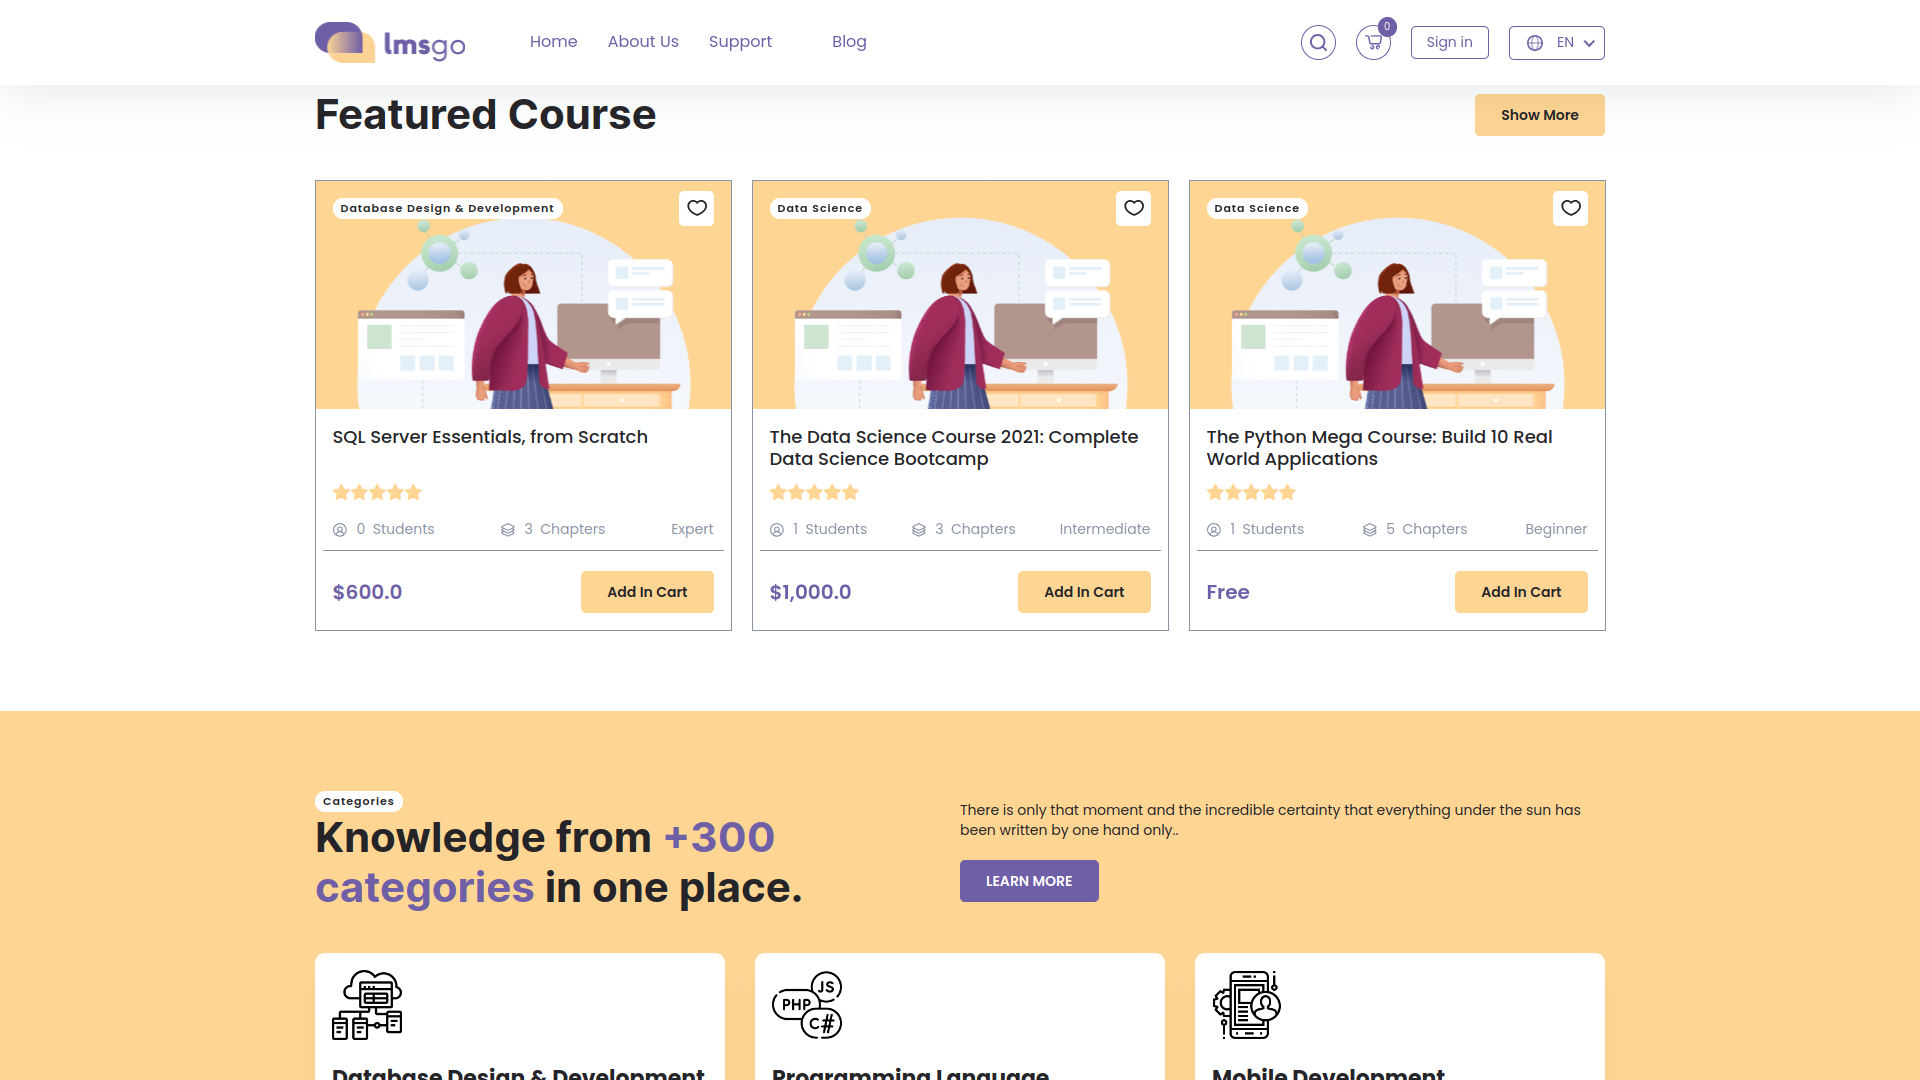 lmsgo
Home
About Us
Support
Blog
0
Sign in
EN
Featured Course
Show More
Database Design & Development
SQL Server Essentials, from Scratch
0 Students
3 Chapters
Expert
$600.0
Add In Cart
Data Science
The Data Science Course 2021: Complete
Data Science Bootcamp
1 Students
3 Chapters
Intermediate
$1,000.0
Add In Cart
Data Science
The Python Mega Course: Build 10 Real
World Applications
1 Students
5 Chapters
Beginner
Free
Add In Cart
Categories
Knowledge from +300
categories in one place.
There is only that moment and the incredible certainty that everything under the sun has
been written by one hand only..
LEARN MORE
Database Design & Development
JS
PHP
C#
Programming Language
Mobile Development